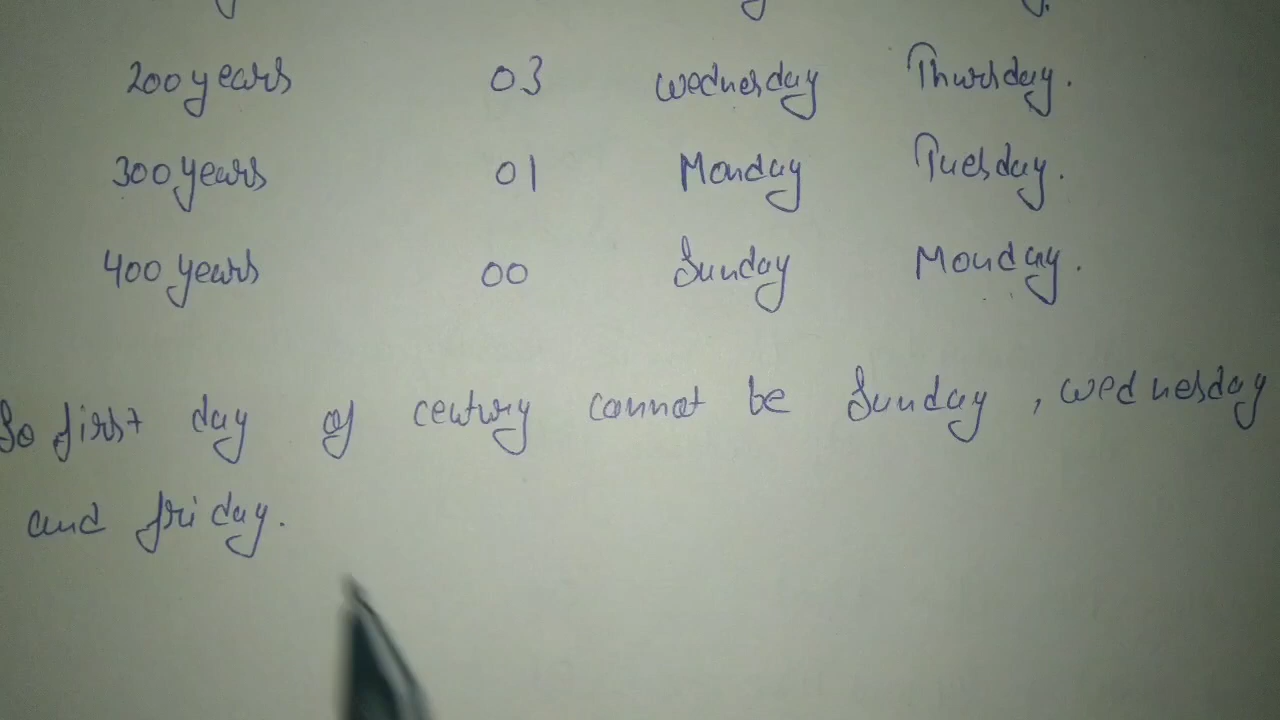 200 years 03 Wednesday Thursday.
300 years 01 Monday Tuesday.
400 years 00 Sunday Monday.
So first day of century cannot be Sunday, Wednesday
and friday.